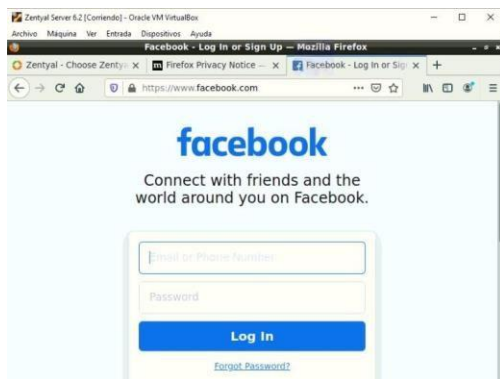 Zentyal Server 6.2 [Corriendo] - Oracle VM VirtualBox
Archivo Máquina Ver Entrada Dispositivos Ayuda
Facebook - Log In or Sign Up — Mozilla Firefox
Zentyal - Choose Zenty Firefox Privacy Notice — Facebook - Log In or Sig
https://www.facebook.com
facebook
Connect with friends and the
world around you on Facebook.
Email or Phone Number
Password
Log In
Forgot Password?